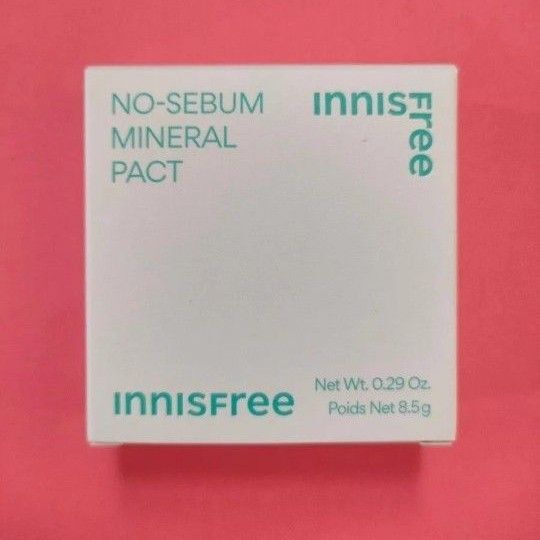 NO-SEBUM
MINERAL
PACT
innisFree
innisFree
Net Wt. 0.29 Oz.
Poids Net 8.5g